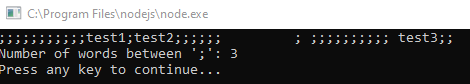 C:\Program Files\nodejs\node.exe
;;;;;;;;;;;test1;test2;;;;;;         ; ;;;;;;;;;; test3;;
Number of words between ';': 3
Press any key to continue...